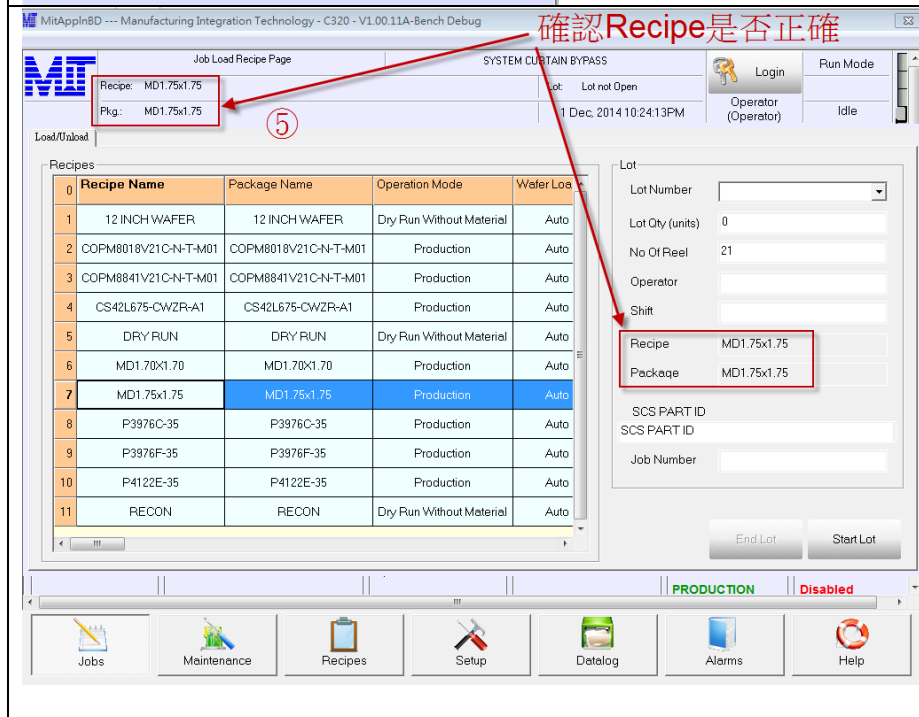 MitAppInBD --- Manufacturing Integration Technology - C320 - V1.00.11A-Bench Debug
確認Recipe是否正確
MIT
Job Load Recipe Page
SYSTEM CURTAIN BYPASS
Login
Run Mode
Recipe: MD1.75x1.75
Lot: Lot not Open
Pkg.: MD1.75x1.75
⑤
1 Dec, 2014 10:24:13PM
Operator
(Operator)
Idle
Load/Unload
Recipes
0 Recipe Name Package Name Operation Mode Wafer Loa
1 12 INCH WAFER 12 INCH WAFER Dry Run Without Material Auto
2 COPM8018V21C-N-T-M01 COPM8018V21C-N-T-M01 Production Auto
3 COPM8841V21C-N-T-M01 COPM8841V21C-N-T-M01 Production Auto
4 CS42L675-CWZR-A1 CS42L675-CWZR-A1 Production Auto
5 DRY RUN DRY RUN Dry Run Without Material Auto
6 MD1.70X1.70 MD1.70X1.70 Production Auto
7 MD1.75x1.75 MD1.75x1.75 Production Auto
8 P3976C-35 P3976C-35 Production Auto
9 P3976F-35 P3976F-35 Production Auto
10 P4122E-35 P4122E-35 Production Auto
11 RECON RECON Dry Run Without Material Auto
Lot
Lot Number
Lot Qty (units) 0
No Of Reel 21
Operator
Shift
Recipe MD1.75x1.75
Package MD1.75x1.75
SCS PART ID
SCS PART ID
Job Number
End Lot Start Lot
PRODUCTION Disabled
Jobs Maintenance Recipes Setup Datalog Alarms Help